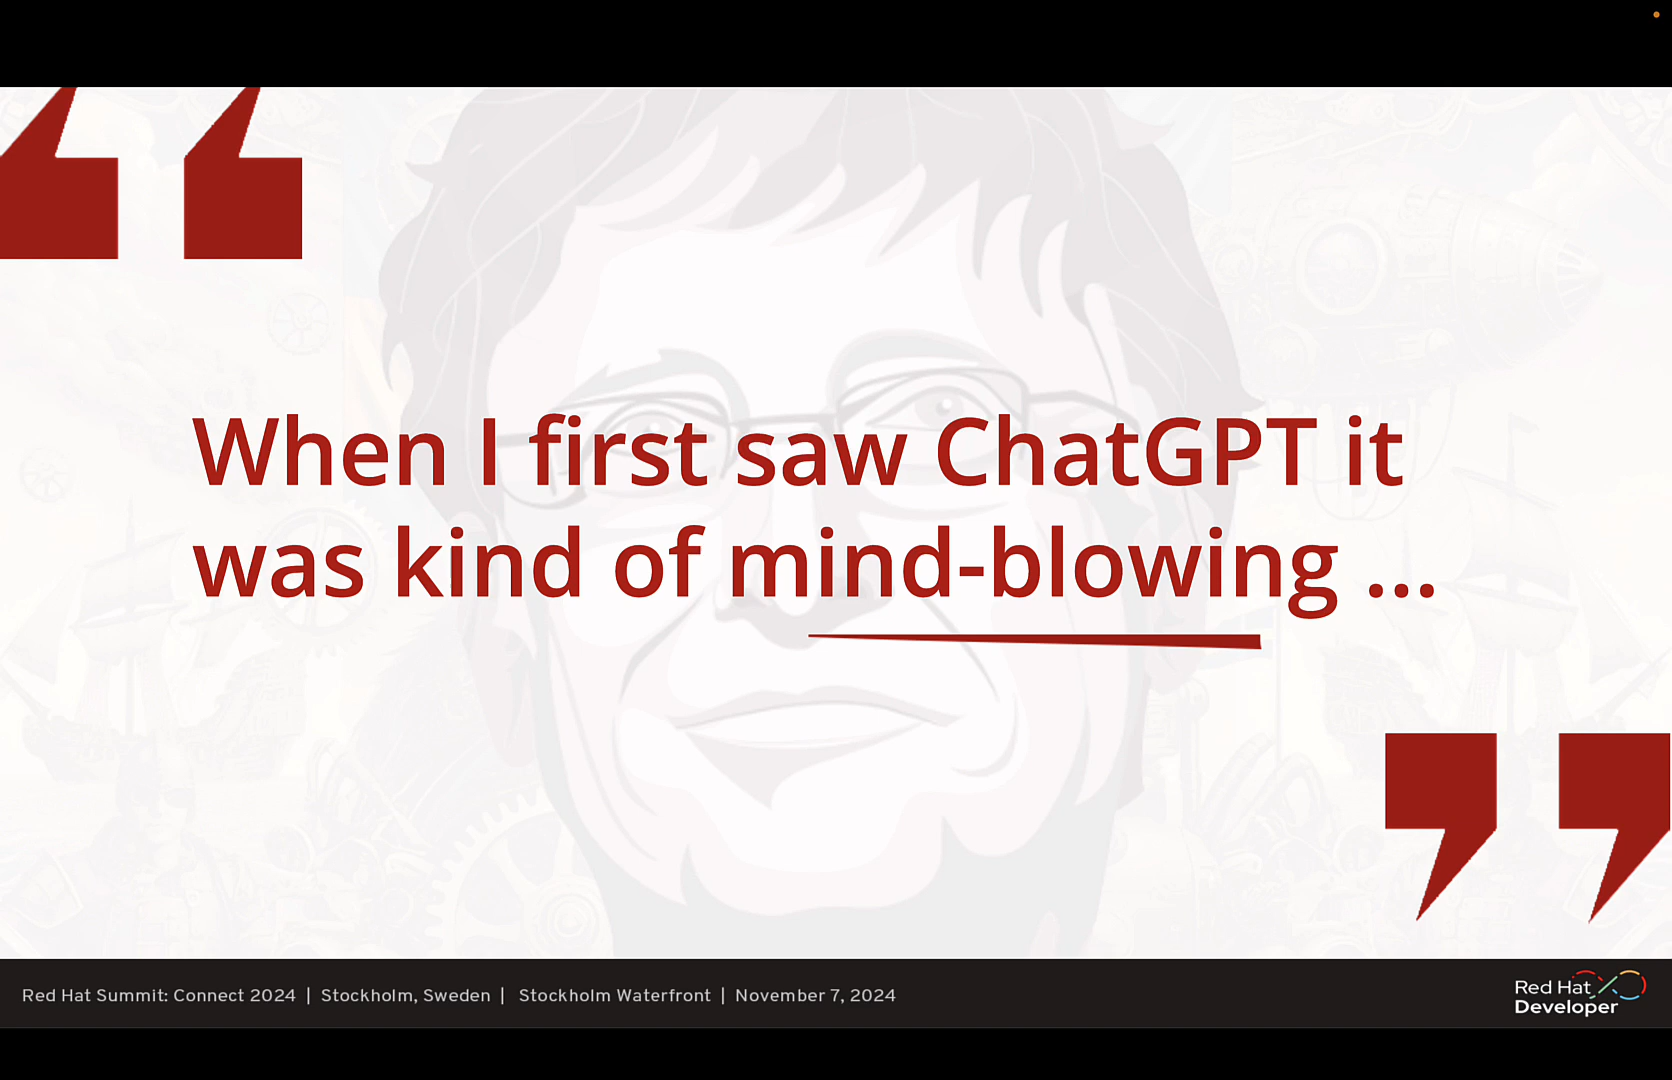 When I first saw ChatGPT it
was kind of mind-blowing ...
Red Hat Summit: Connect 2024 | Stockholm, Sweden | Stockholm Waterfront | November 7, 2024
Red Hat
Developer